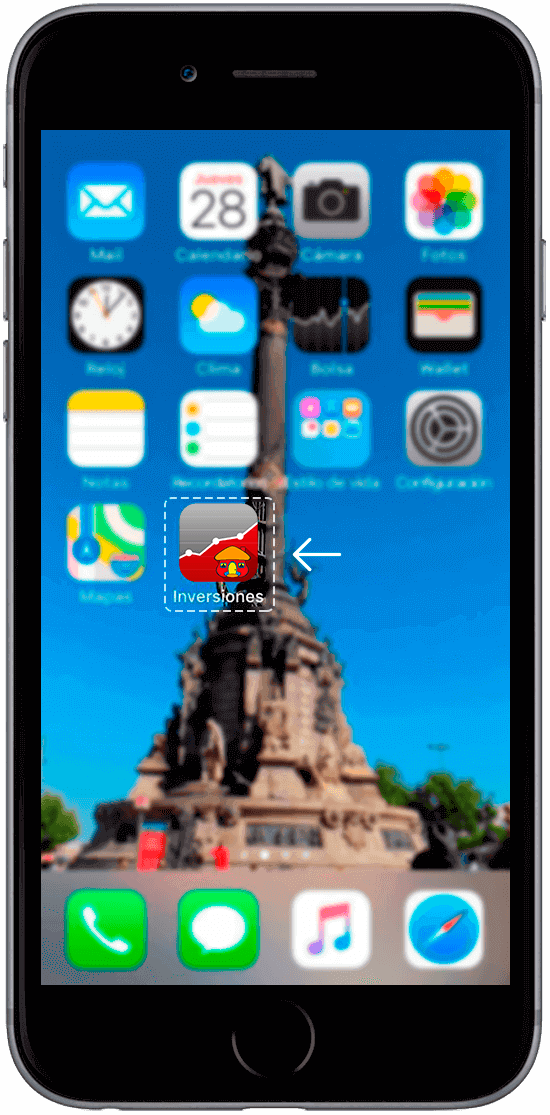 Jueves
28
Mail
Calendario
Cámara
Fotos
Reloj
Clima
Bolsa
Wallet
Notas
Recordatorios
Estilo de vida
Configuración
Mapas
Inversiones